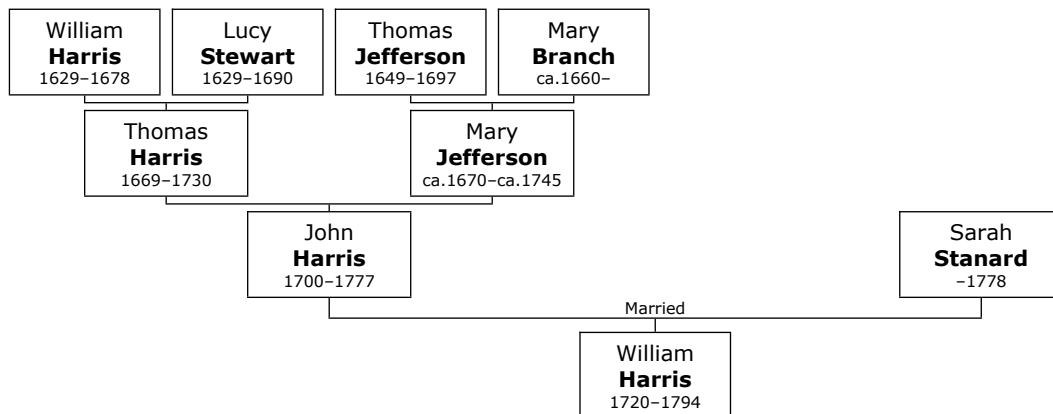 William
Harris
1629–1678
Lucy
Stewart
1629–1690
Thomas
Jefferson
1649–1697
Mary
Branch
ca.1660–
Thomas
Harris
1669–1730
Mary
Jefferson
ca.1670–ca.1745
John
Harris
1700–1777
Sarah
Stanard
–1778
Married
William
Harris
1720–1794